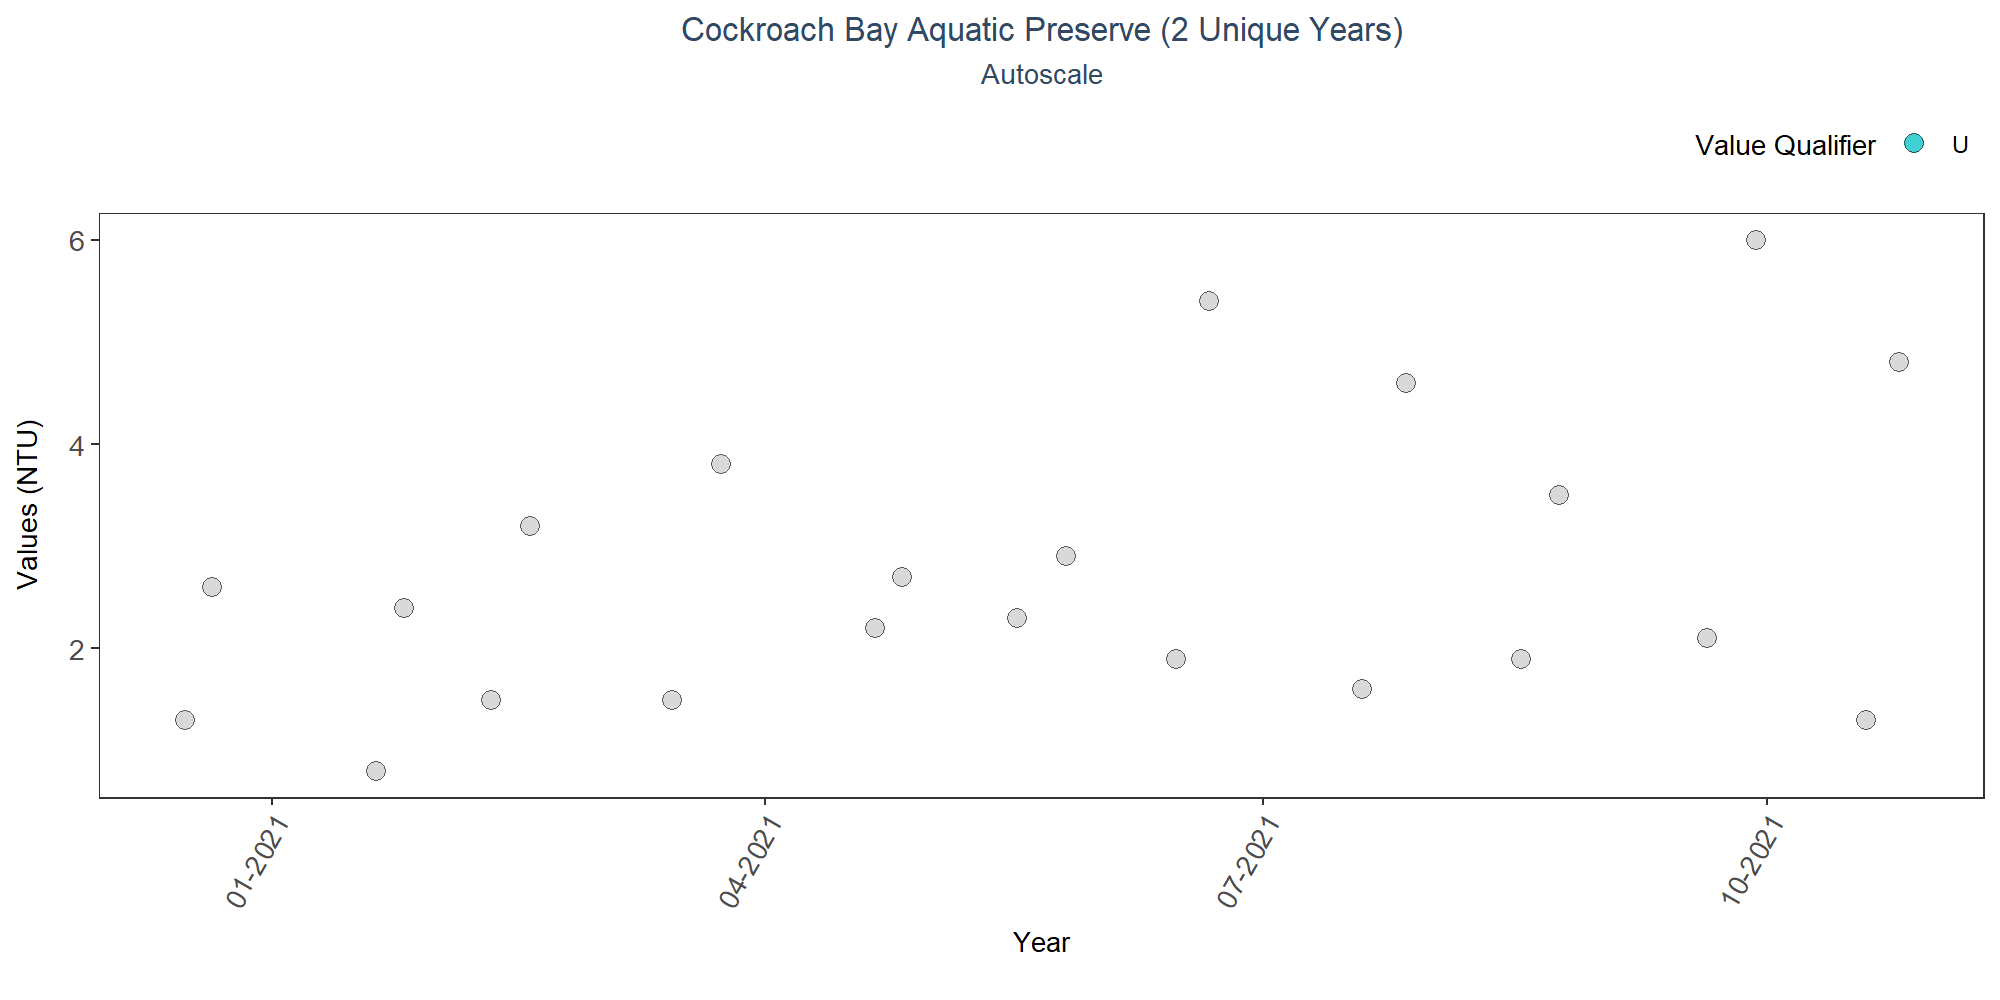 Cockroach Bay Aquatic Preserve (2 Unique Years)
Autoscale
Value Qualifier U
6
4
2
Values (NTU)
01-2021
04-2021
07-2021
10-2021
Year